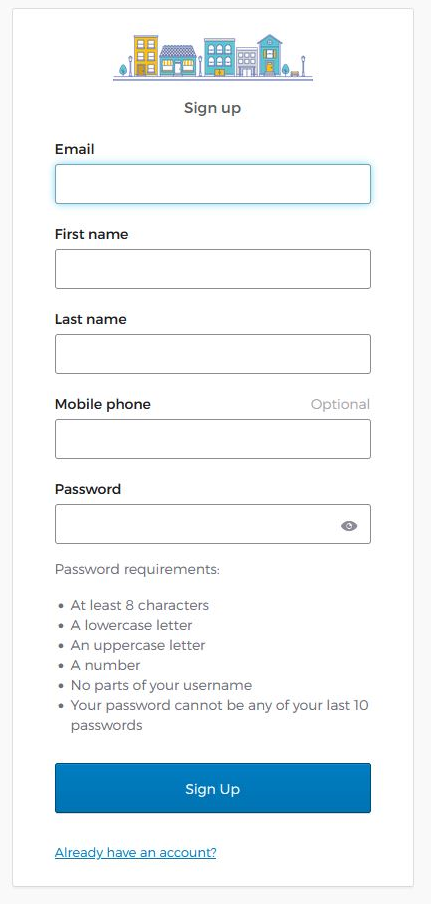 Sign up
Email
First name
Last name
Mobile phone Optional
Password
Password requirements:
• At least 8 characters
• A lowercase letter
• An uppercase letter
• A number
• No parts of your username
• Your password cannot be any of your last 10
passwords
Sign Up
Already have an account?